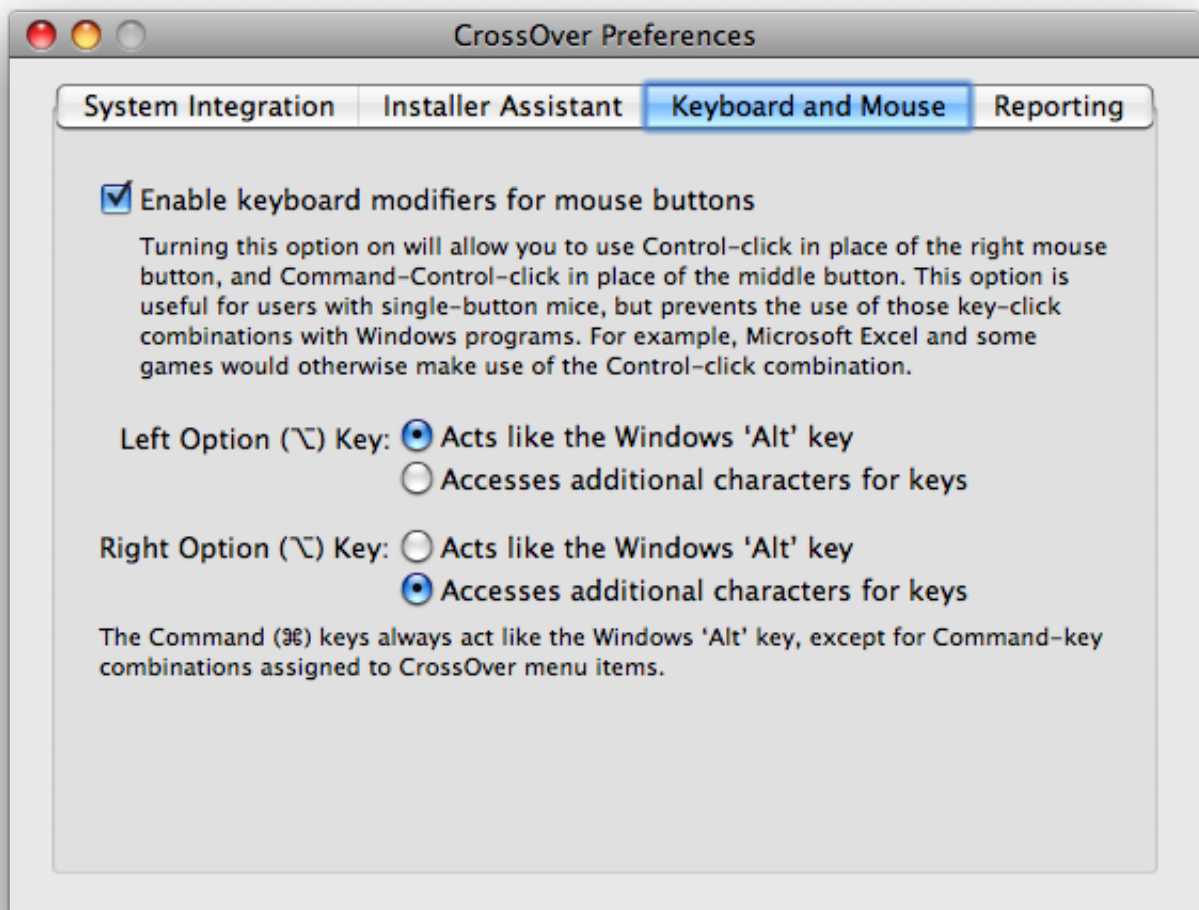 CrossOver Preferences
System Integration Installer Assistant Keyboard and Mouse Reporting
Enable keyboard modifiers for mouse buttons
Turning this option on will allow you to use Control-click in place of the right mouse
button, and Command-Control-click in place of the middle button. This option is
useful for users with single-button mice, but prevents the use of those key-click
combinations with Windows programs. For example, Microsoft Excel and some
games would otherwise make use of the Control-click combination.
Left Option (⌥) Key: Acts like the Windows ‘Alt’ key
Accesses additional characters for keys
Right Option (⌥) Key: Acts like the Windows ‘Alt’ key
Accesses additional characters for keys
The Command (⌘) keys always act like the Windows ‘Alt’ key, except for Command-key
combinations assigned to CrossOver menu items.